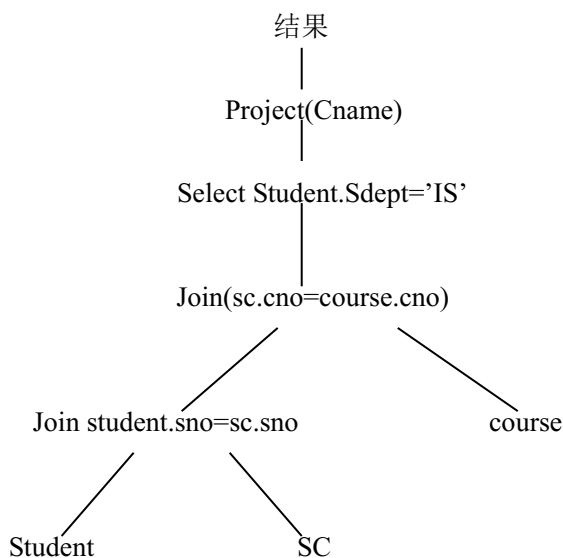 结果
Project(Cname)
Select Student.Sdept=’IS’
Join(sc.cno=course.cno)
Join student.sno=sc.sno
course
Student
SC